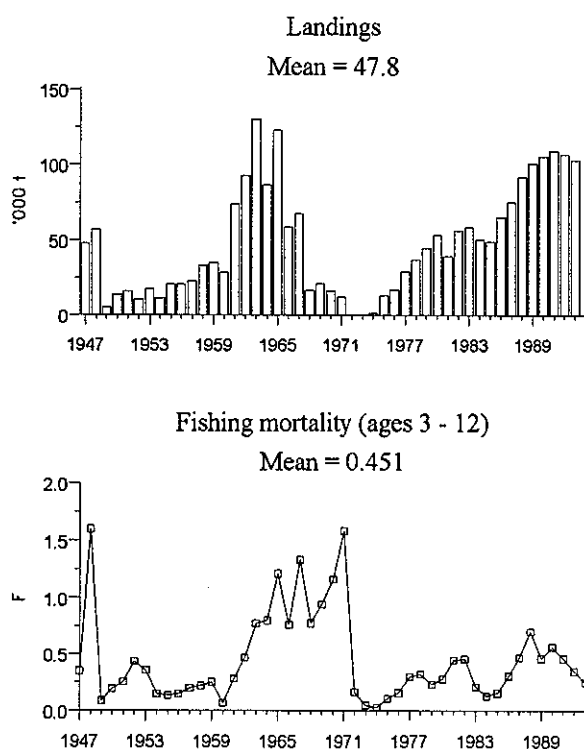 Landings
Mean = 47.8
150
100
50
0
'000 t
1947 1953 1959 1965 1971 1977 1983 1989
Fishing mortality (ages 3 - 12)
Mean = 0.451
2.0
1.5
1.0
0.5
0.0
F
1947 1953 1959 1965 1971 1977 1983 1989